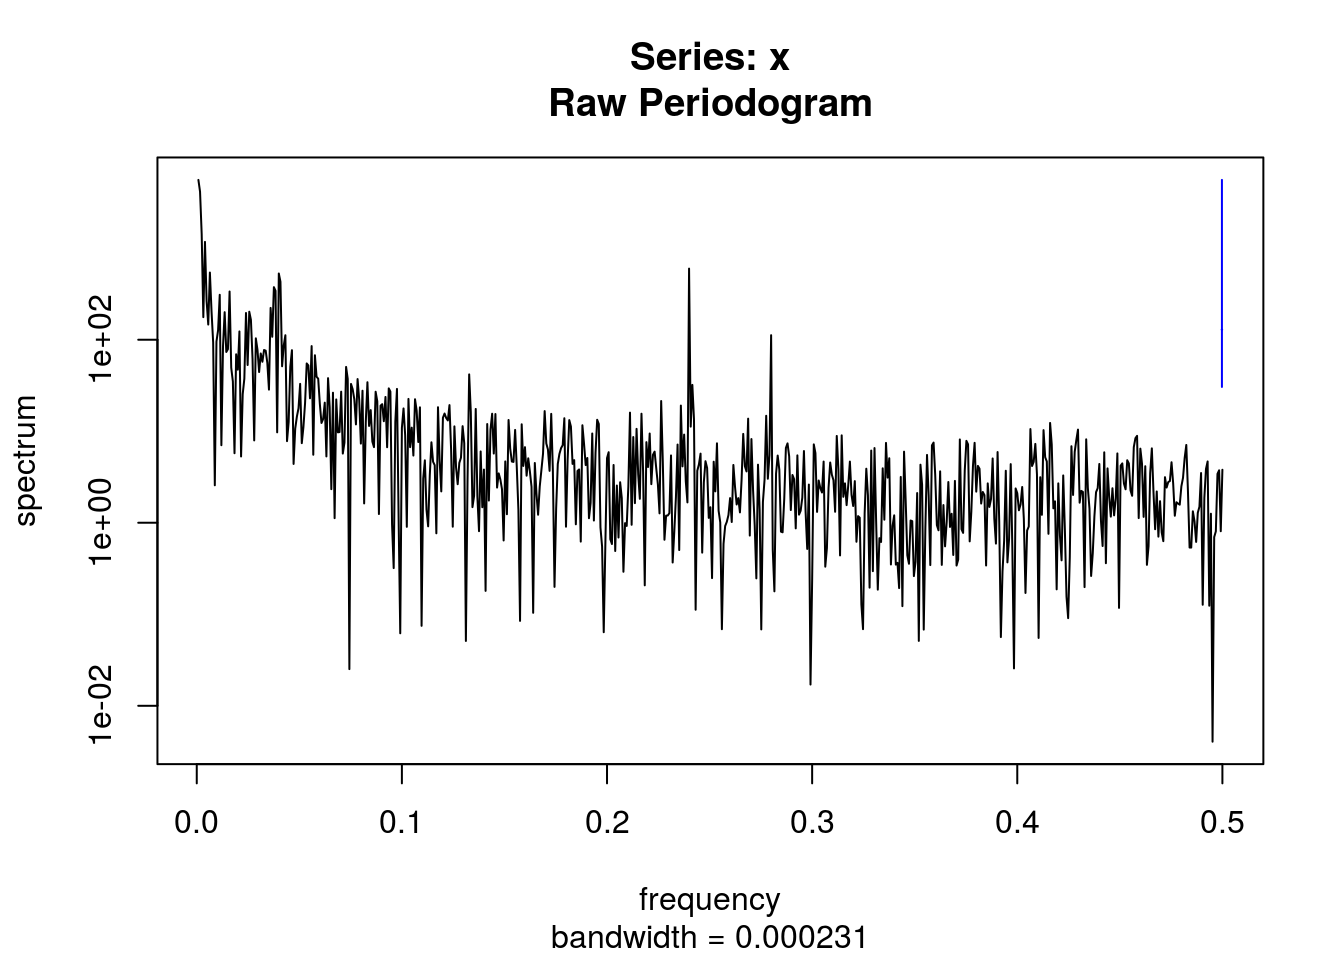 Series: x
Raw Periodogram
spectrum
1e+02
1e+00
1e-02
0.0 0.1 0.2 0.3 0.4 0.5
frequency
bandwidth = 0.000231